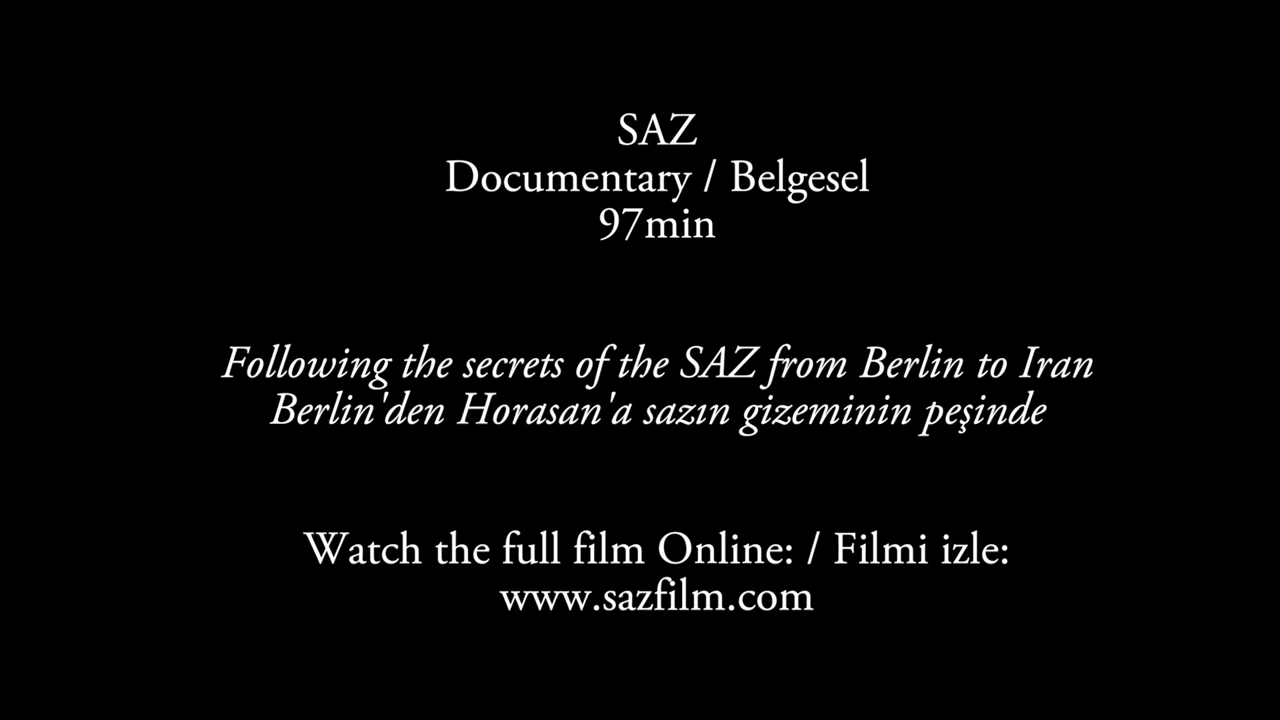 SAZ
Documentary / Belgesel
97min
Following the secrets of the SAZ from Berlin to Iran
Berlin'den Horasan'a sazın gizeminin peşinde
Watch the full film Online: / Filmi izle:
www.sazfilm.com